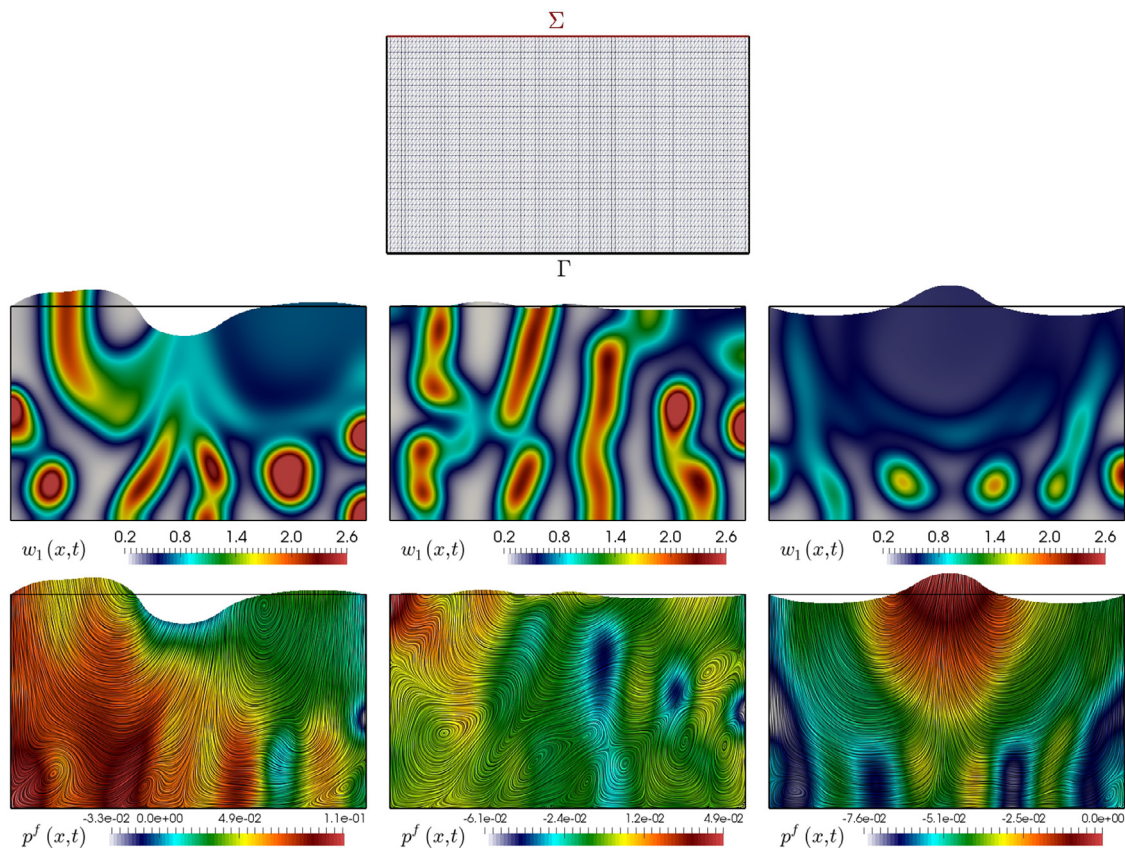 Σ
Γ
w₁(x,t) 0.2 0.8 1.4 2.0 2.6
w₁(x,t) 0.2 0.8 1.4 2.0 2.6
w₁(x,t) 0.2 0.8 1.4 2.0 2.6
pᶠ(x,t) -3.3e-02 0.0e+00 4.9e-02 1.1e-01
pᶠ(x,t) -6.1e-02 -2.4e-02 1.2e-02 4.9e-02
pᶠ(x,t) -7.6e-02 -5.1e-02 -2.5e-02 0.0e+00